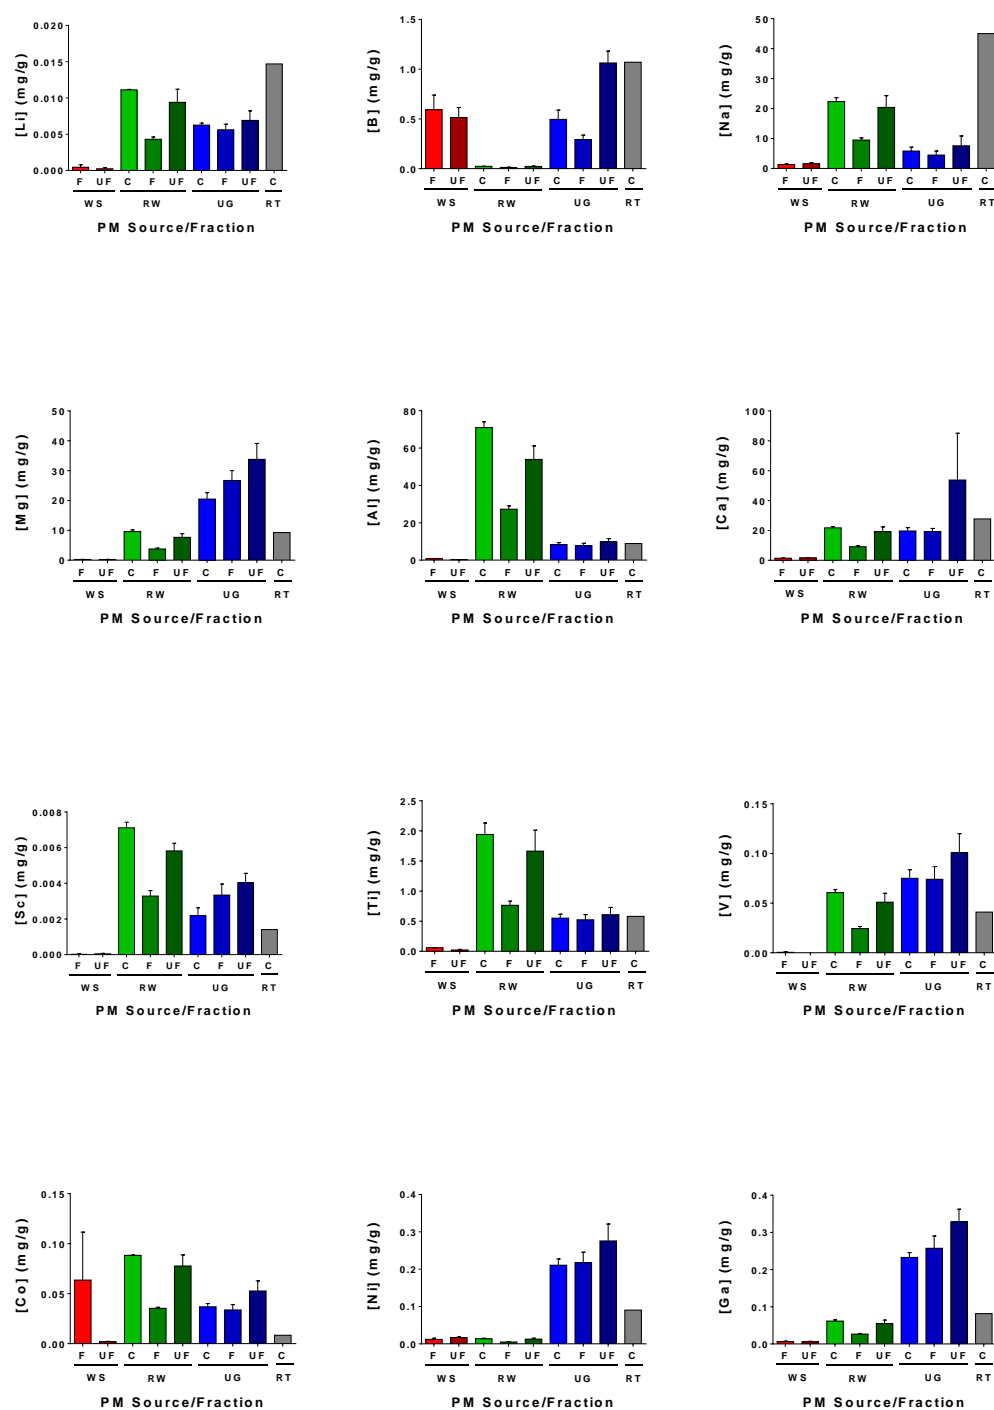 [Li] (mg/g)
0.020
0.015
0.010
0.005
0.000
F UF C F UF C F UF C
WS RW UG RT
PM Source/Fraction
[B] (mg/g)
1.5
1.0
0.5
0.0
F UF C F UF C F UF C
WS RW UG RT
PM Source/Fraction
[Na] (mg/g)
50
40
30
20
10
0
F UF C F UF C F UF C
WS RW UG RT
PM Source/Fraction
[Mg] (mg/g)
50
40
30
20
10
0
F UF C F UF C F UF C
WS RW UG RT
PM Source/Fraction
[Al] (mg/g)
80
60
40
20
0
F UF C F UF C F UF C
WS RW UG RT
PM Source/Fraction
[Ca] (mg/g)
100
80
60
40
20
0
F UF C F UF C F UF C
WS RW UG RT
PM Source/Fraction
[Sc] (mg/g)
0.008
0.006
0.004
0.002
0.000
F UF C F UF C F UF C
WS RW UG RT
PM Source/Fraction
[Ti] (mg/g)
2.5
2.0
1.5
1.0
0.5
0.0
F UF C F UF C F UF C
WS RW UG RT
PM Source/Fraction
[V] (mg/g)
0.15
0.10
0.05
0.00
F UF C F UF C F UF C
WS RW UG RT
PM Source/Fraction
[Co] (mg/g)
0.15
0.10
0.05
0.00
F UF C F UF C F UF C
WS RW UG RT
PM Source/Fraction
[Ni] (mg/g)
0.4
0.3
0.2
0.1
0.0
F UF C F UF C F UF C
WS RW UG RT
PM Source/Fraction
[Ga] (mg/g)
0.4
0.3
0.2
0.1
0.0
F UF C F UF C F UF C
WS RW UG RT
PM Source/Fraction